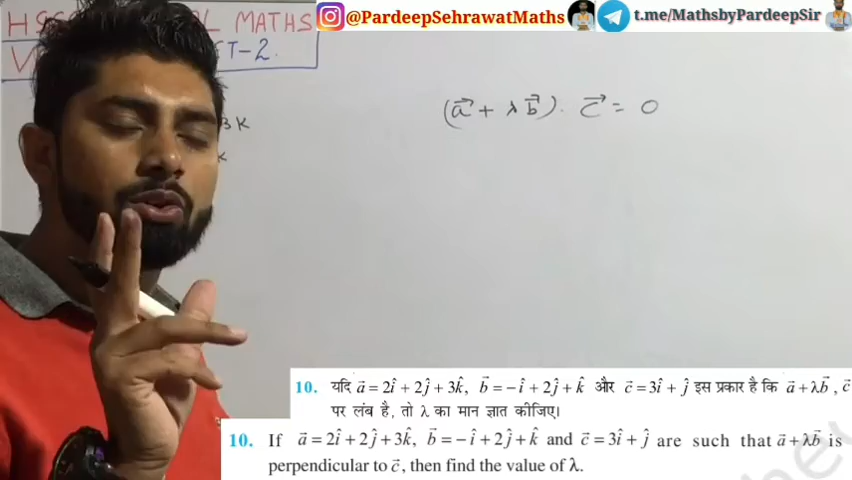 @PardeepSehrawatMaths t.me/MathsbyPardeepSir
MATHS
T-2.
3K
K
(a⃗ + λb⃗). c⃗ = 0
10. यदि a⃗ = 2î + 2ĵ + 3k̂, b⃗ = −î + 2ĵ + k̂ और c⃗ = 3î + ĵ इस प्रकार है कि a⃗ + λb⃗ , c⃗
पर लंब है, तो λ का मान ज्ञात कीजिए।
10. If a⃗ = 2î + 2ĵ + 3k̂, b⃗ = −î + 2ĵ + k̂ and c⃗ = 3î + ĵ are such that a⃗ + λb⃗ is
perpendicular to c⃗, then find the value of λ.